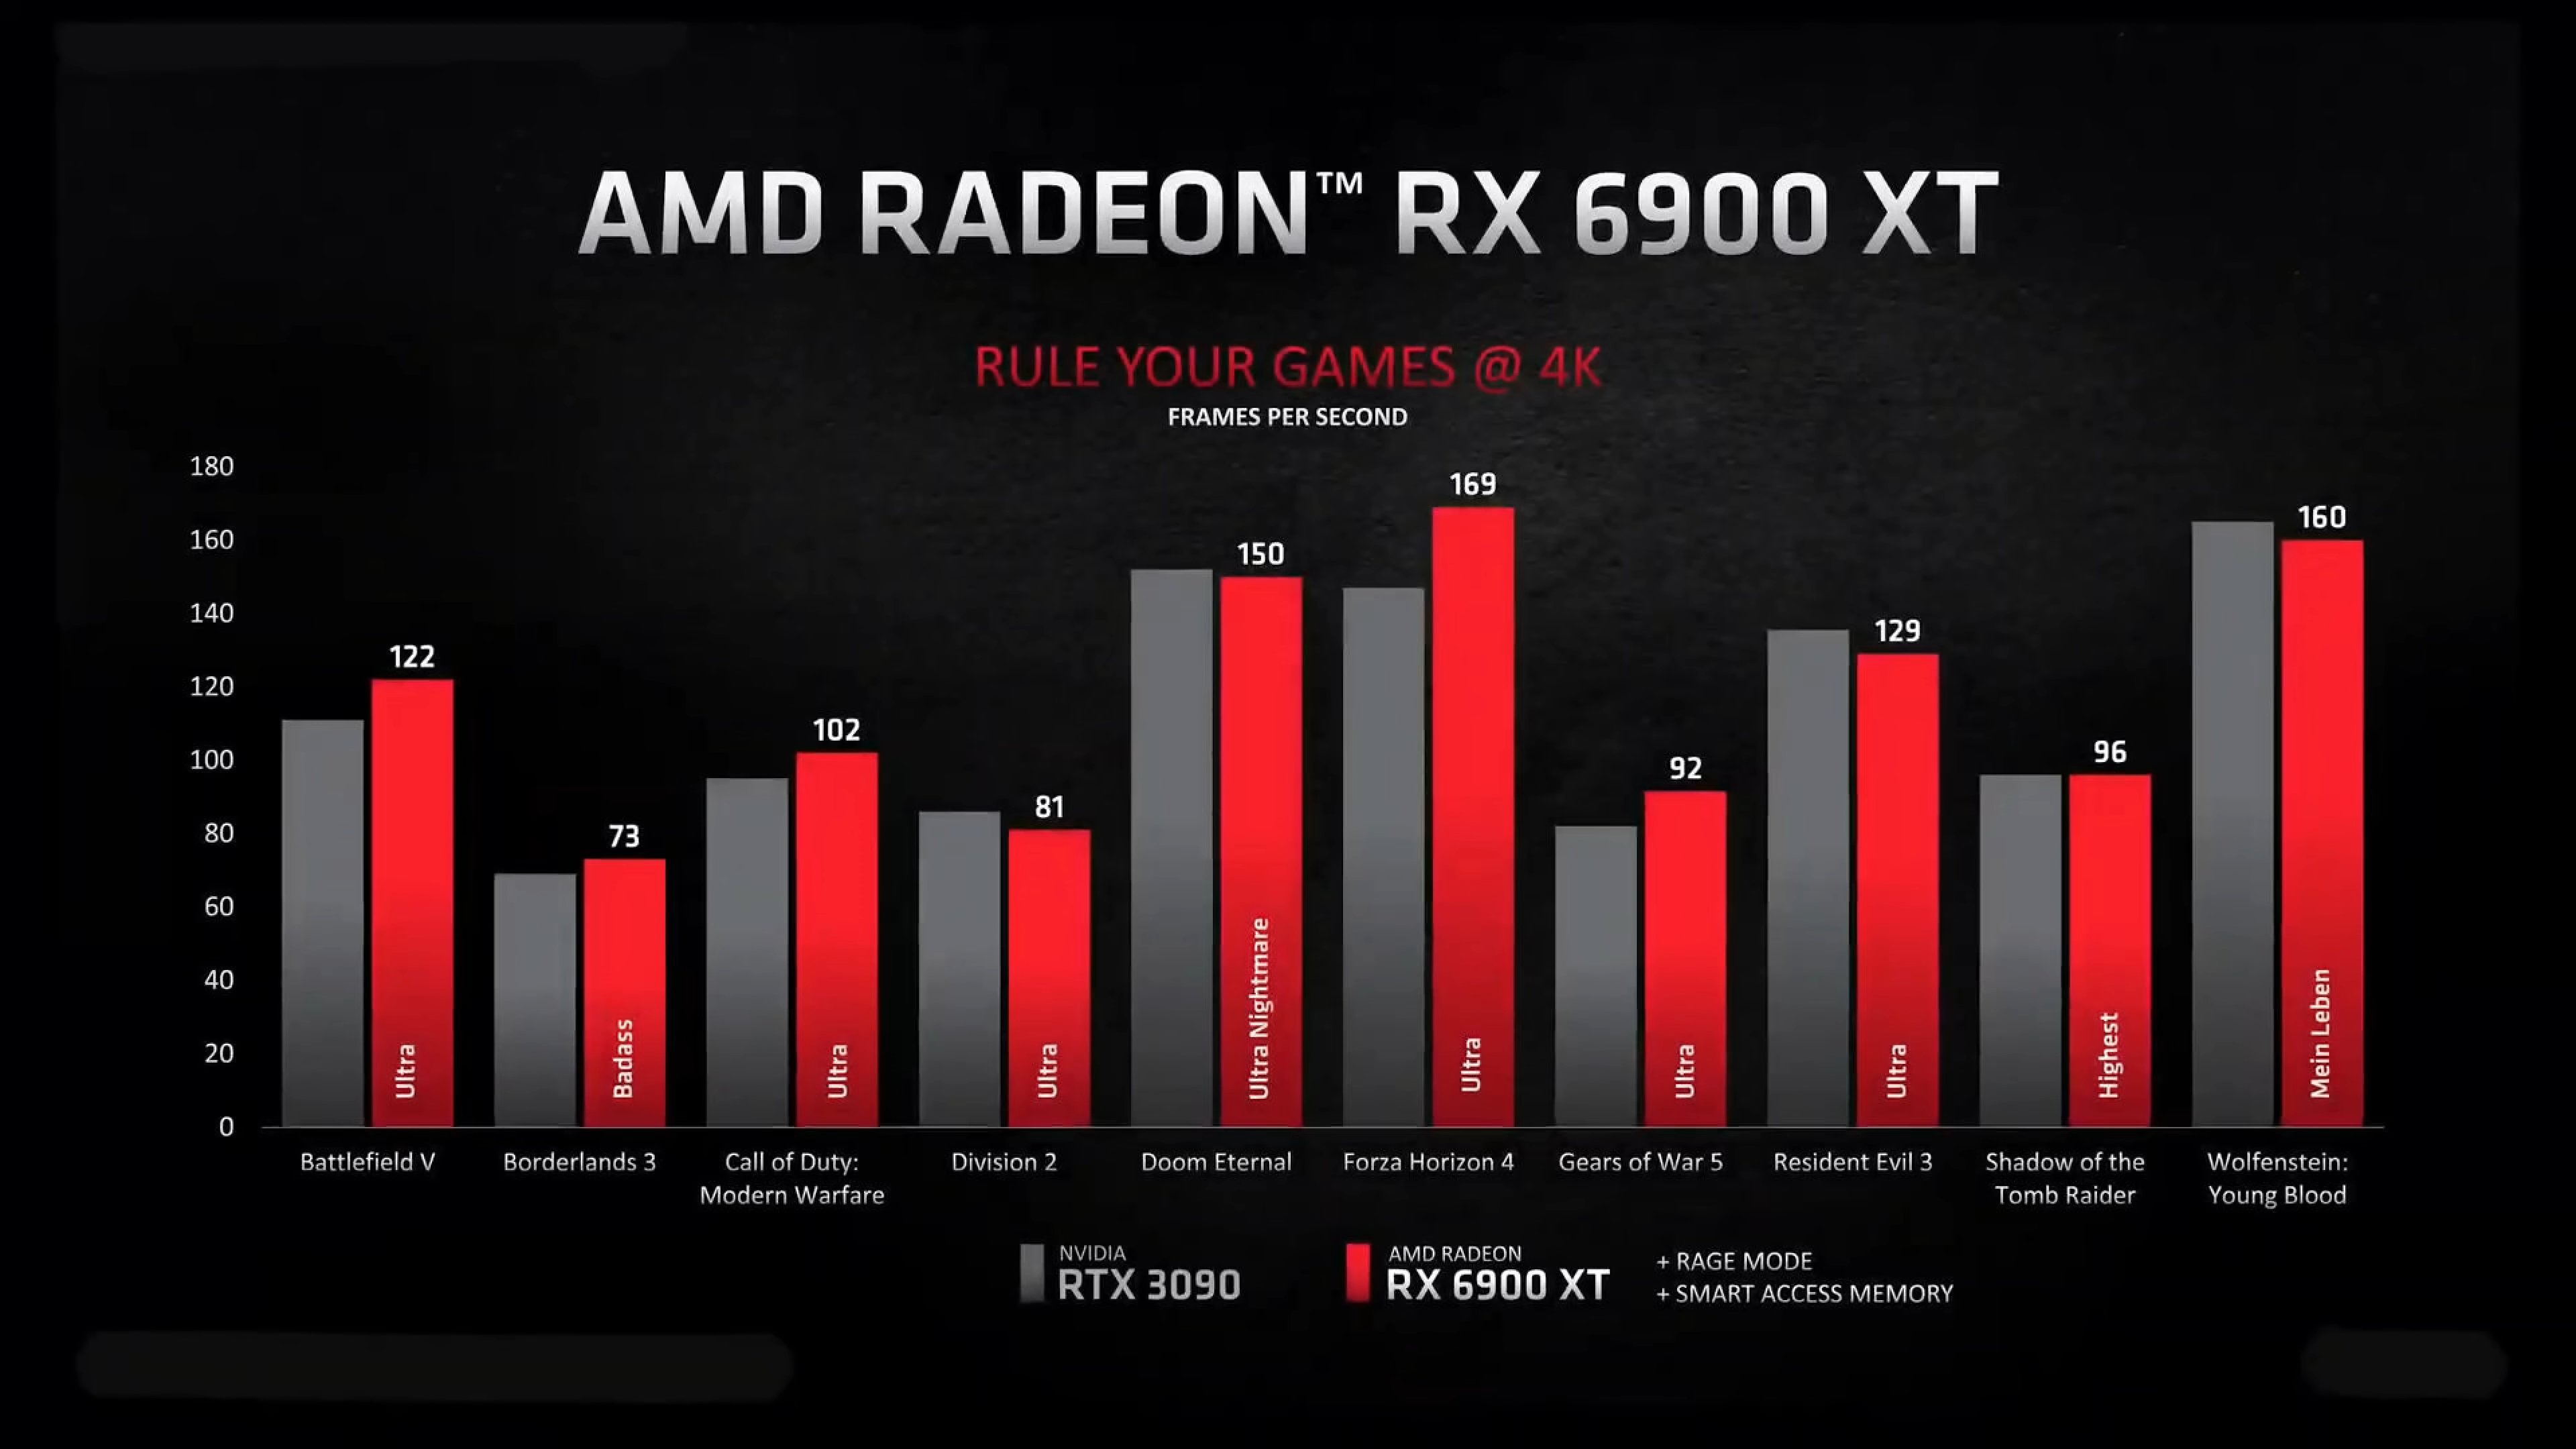 AMD RADEON™ RX 6900 XT
RULE YOUR GAMES @ 4K
FRAMES PER SECOND
180
160
140
120
100
80
60
40
20
0
122
73
102
81
150
169
92
129
96
160
Ultra
Badass
Ultra
Ultra
Ultra Nightmare
Ultra
Ultra
Ultra
Highest
Mein Leben
Battlefield V
Borderlands 3
Call of Duty:
Modern Warfare
Division 2
Doom Eternal
Forza Horizon 4
Gears of War 5
Resident Evil 3
Shadow of the
Tomb Raider
Wolfenstein:
Young Blood
NVIDIA
RTX 3090
AMD RADEON
RX 6900 XT
+ RAGE MODE
+ SMART ACCESS MEMORY